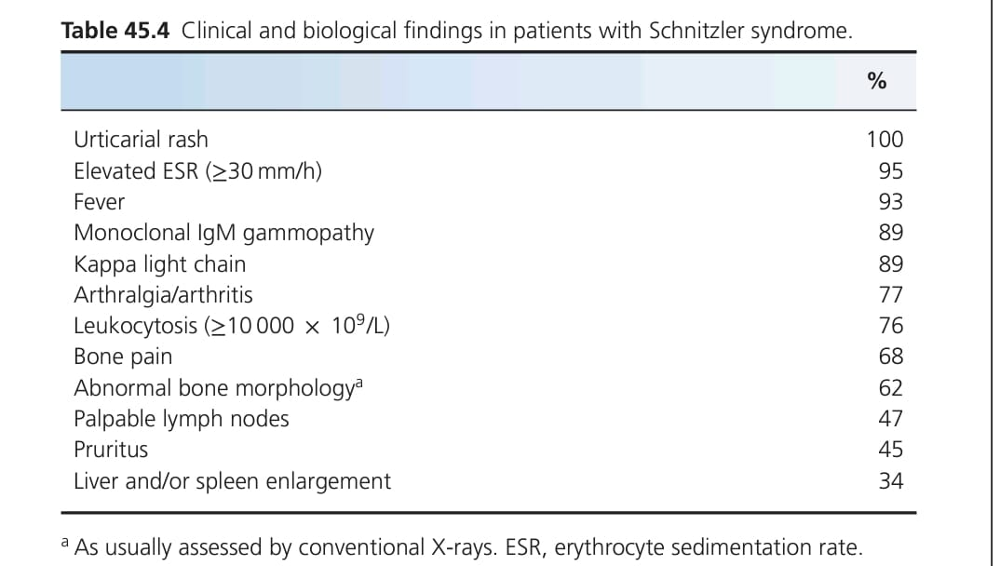 Table 45.4 Clinical and biological findings in patients with Schnitzler syndrome.
%
Urticarial rash 100
Elevated ESR (≥30 mm/h) 95
Fever 93
Monoclonal IgM gammopathy 89
Kappa light chain 89
Arthralgia/arthritis 77
Leukocytosis (≥10 000 × 10⁹/L) 76
Bone pain 68
Abnormal bone morphologyᵃ 62
Palpable lymph nodes 47
Pruritus 45
Liver and/or spleen enlargement 34
ᵃ As usually assessed by conventional X-rays. ESR, erythrocyte sedimentation rate.